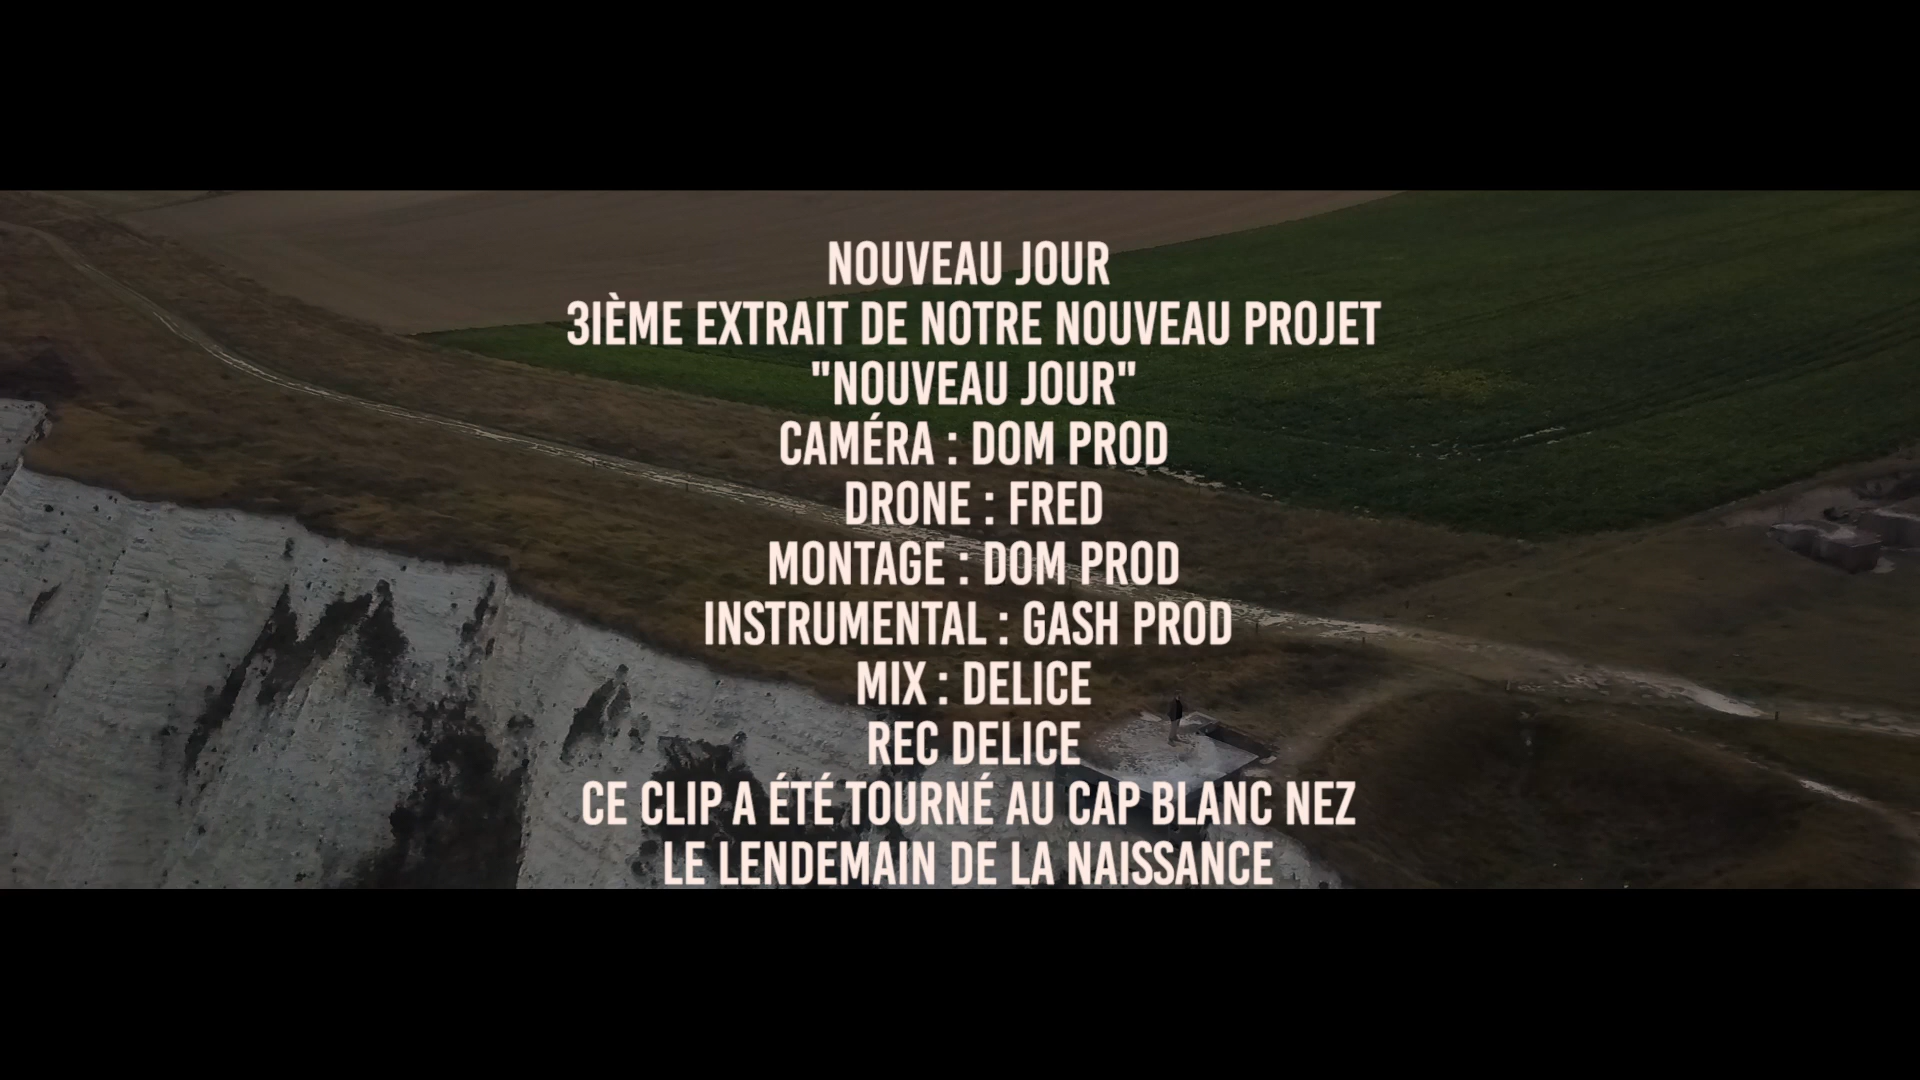 NOUVEAU JOUR
3IÈME EXTRAIT DE NOTRE NOUVEAU PROJET
"NOUVEAU JOUR"
CAMÉRA : DOM PROD
DRONE : FRED
MONTAGE : DOM PROD
INSTRUMENTAL : GASH PROD
MIX : DELICE
REC DELICE
CE CLIP A ÉTÉ TOURNÉ AU CAP BLANC NEZ
LE LENDEMAIN DE LA NAISSANCE